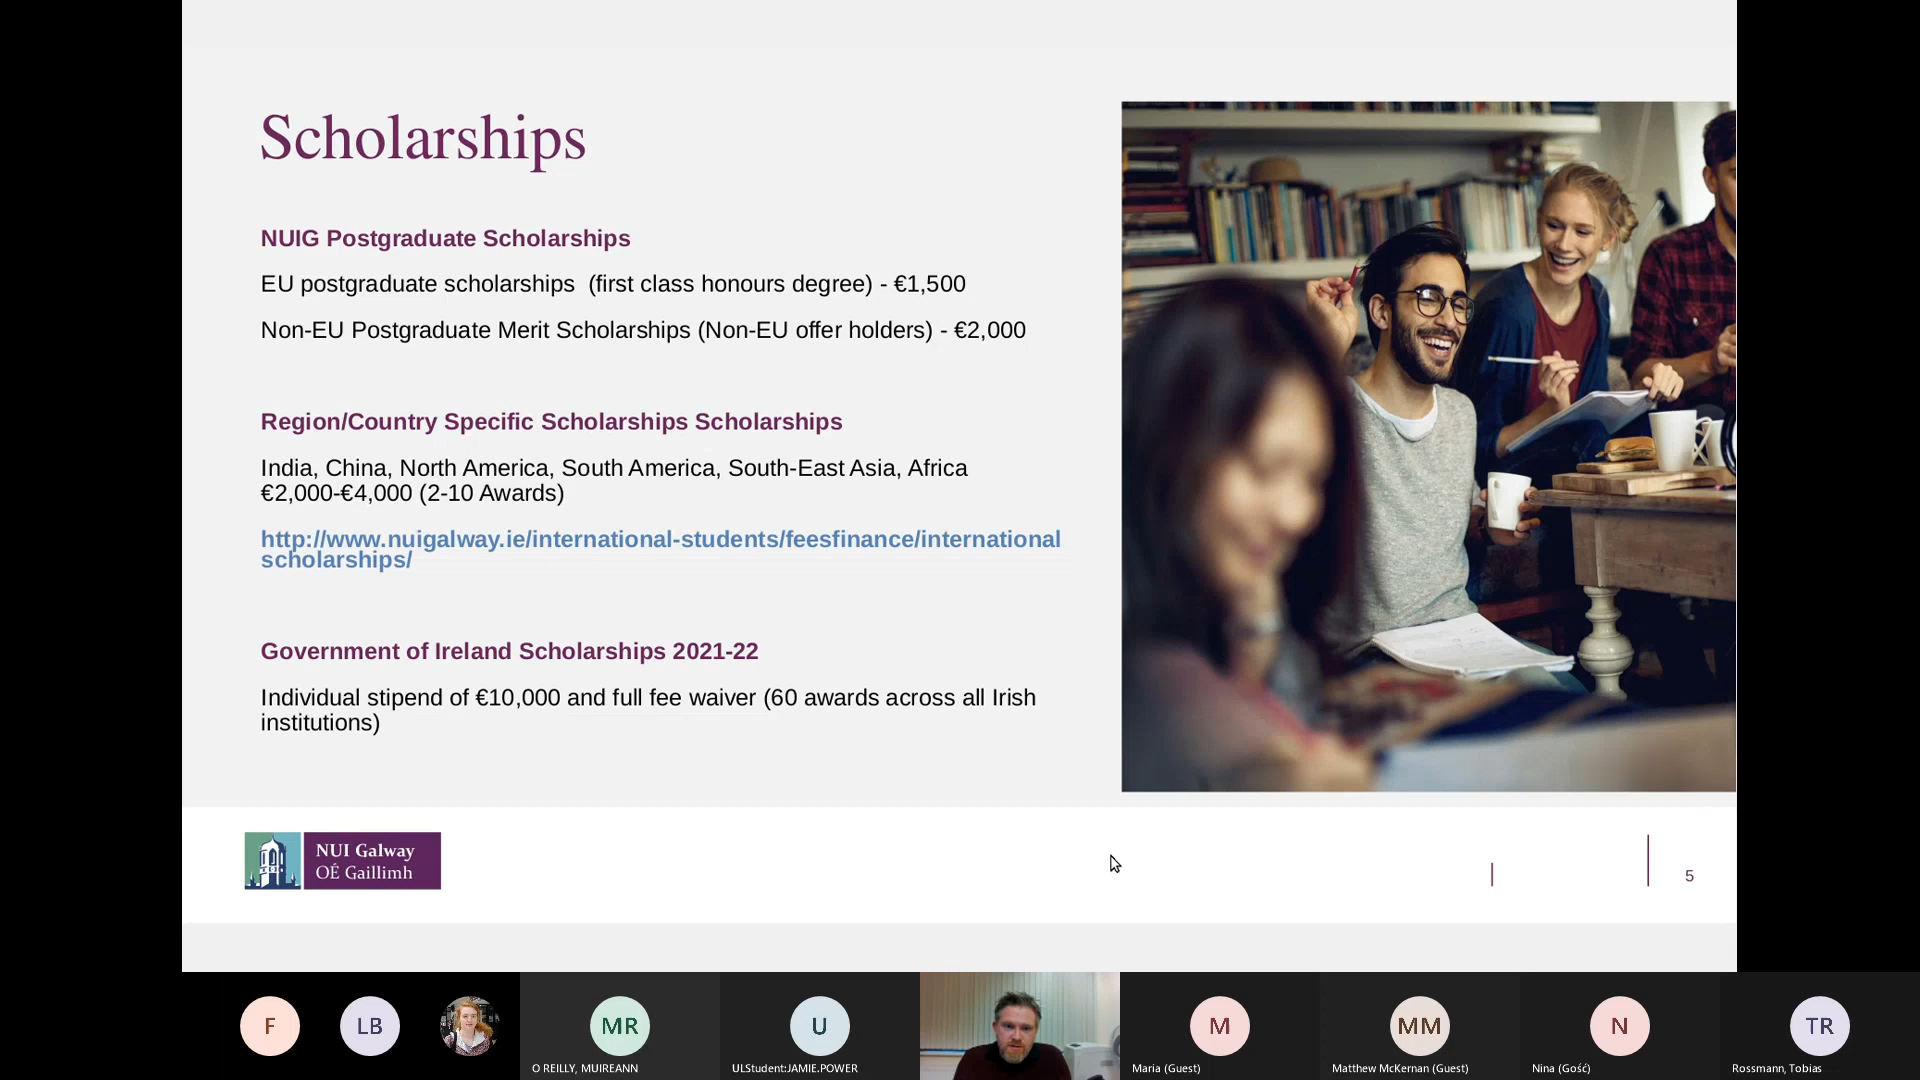 Scholarships
NUIG Postgraduate Scholarships
EU postgraduate scholarships  (first class honours degree) - €1,500
Non-EU Postgraduate Merit Scholarships (Non-EU offer holders) - €2,000
Region/Country Specific Scholarships Scholarships
India, China, North America, South America, South-East Asia, Africa
€2,000-€4,000 (2-10 Awards)
http://www.nuigalway.ie/international-students/feesfinance/international
scholarships/
Government of Ireland Scholarships 2021-22
Individual stipend of €10,000 and full fee waiver (60 awards across all Irish
institutions)
NUI Galway
OÉ Gaillimh
5
F
LB
MR
U
M
MM
N
TR
O REILLY, MUIREANN
ULStudent:JAMIE.POWER
Maria (Guest)
Matthew McKernan (Guest)
Nina (Gość)
Rossmann, Tobias